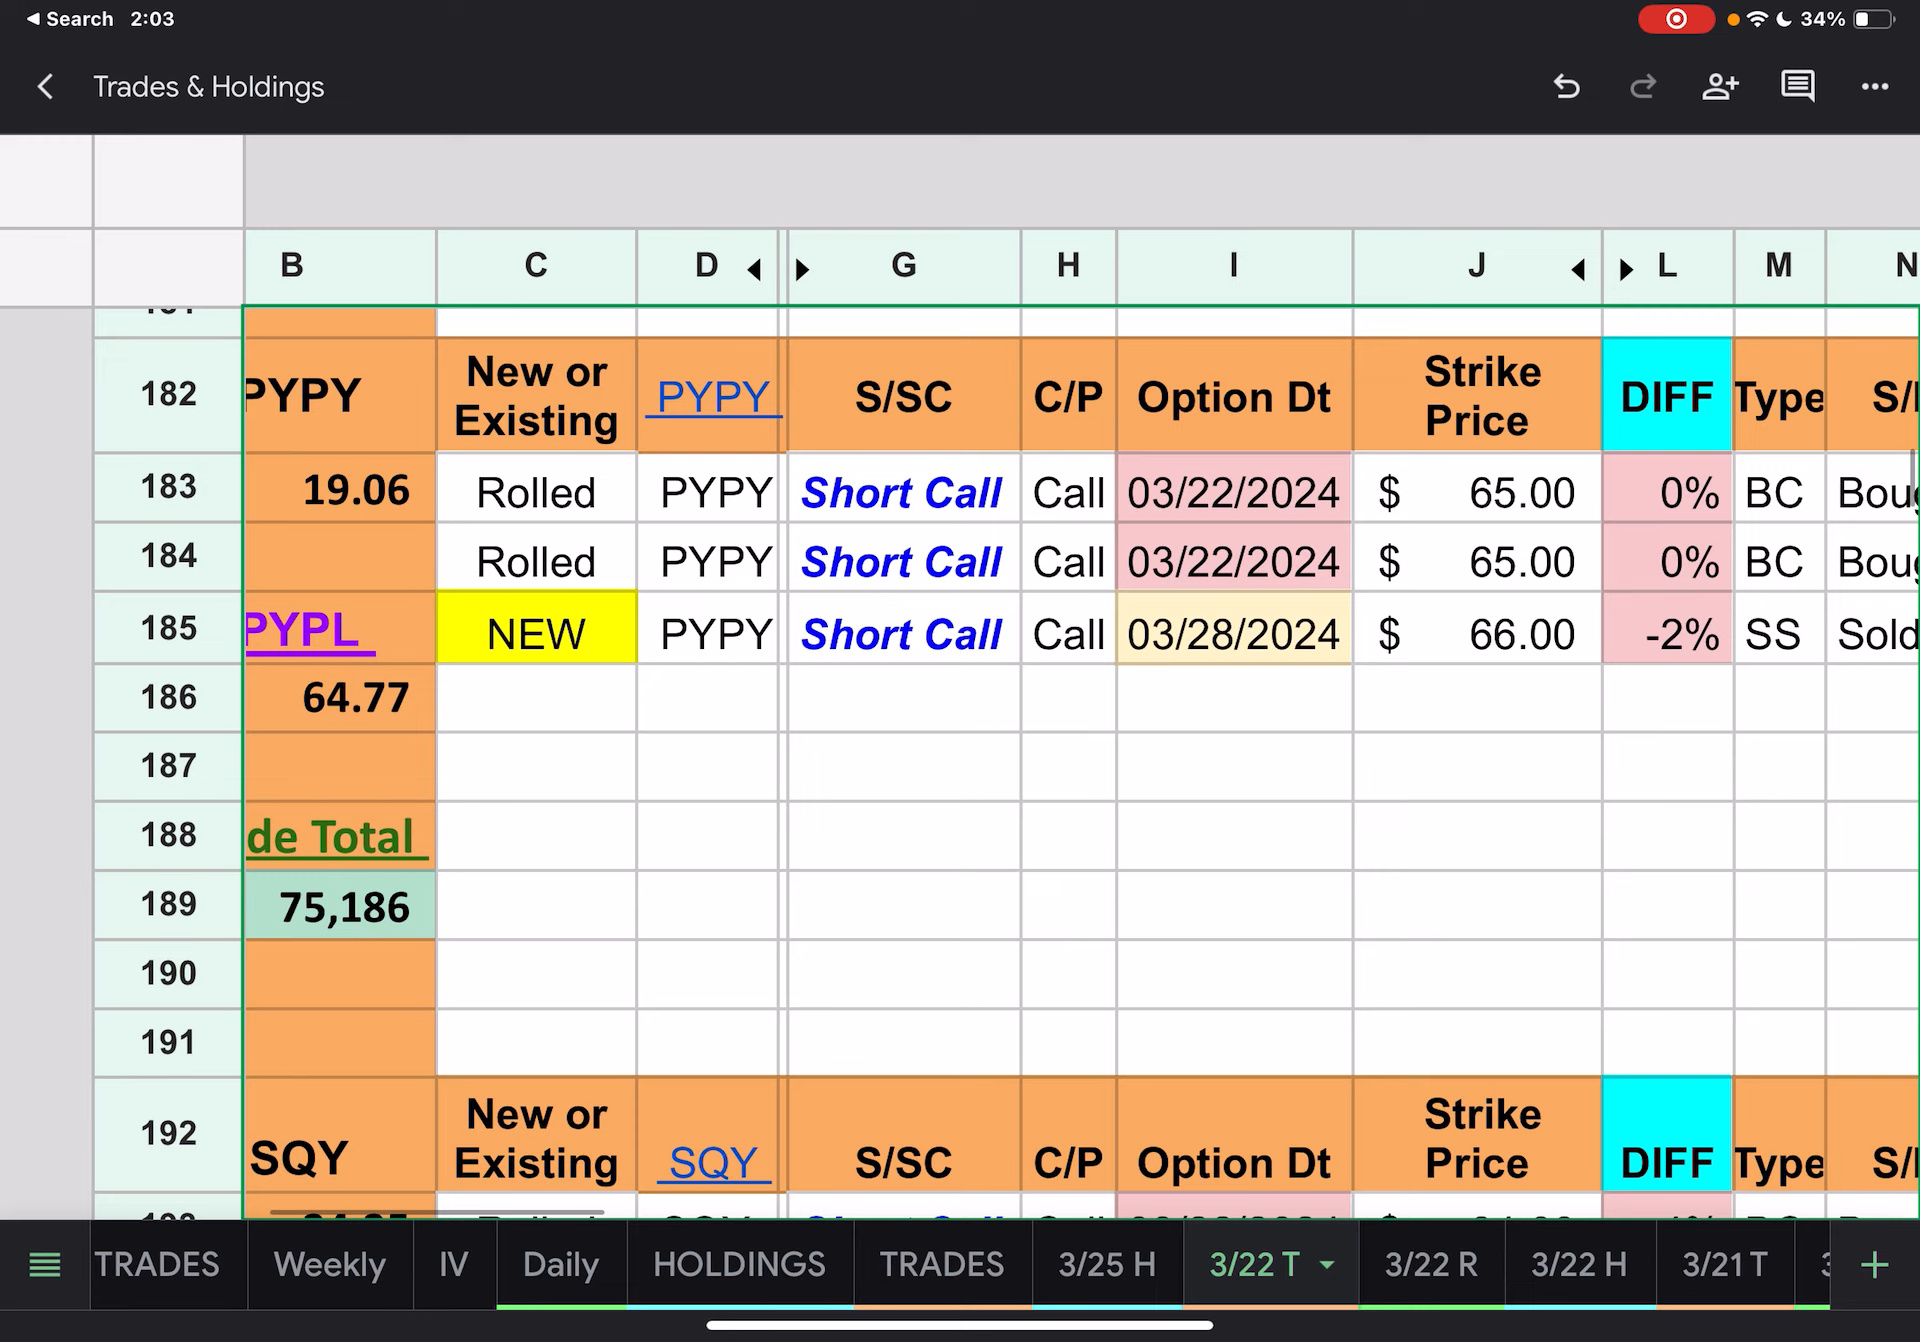 Search 2:03 34%
Trades & Holdings
B C D G H I J L M N
182 PYPY New or Existing PYPY S/SC C/P Option Dt Strike Price DIFF Type
183 19.06 Rolled PYPY Short Call Call 03/22/2024 $ 65.00 0% BC
184 Rolled PYPY Short Call Call 03/22/2024 $ 65.00 0% BC
185 PYPL NEW PYPY Short Call Call 03/28/2024 $ 66.00 -2% SS Sold
186 64.77
187
188 de Total
189 75,186
190
191
192 SQY New or Existing SQY S/SC C/P Option Dt Strike Price DIFF Type
TRADES Weekly IV Daily HOLDINGS TRADES 3/25 H 3/22 T 3/22 R 3/22 H 3/21 T